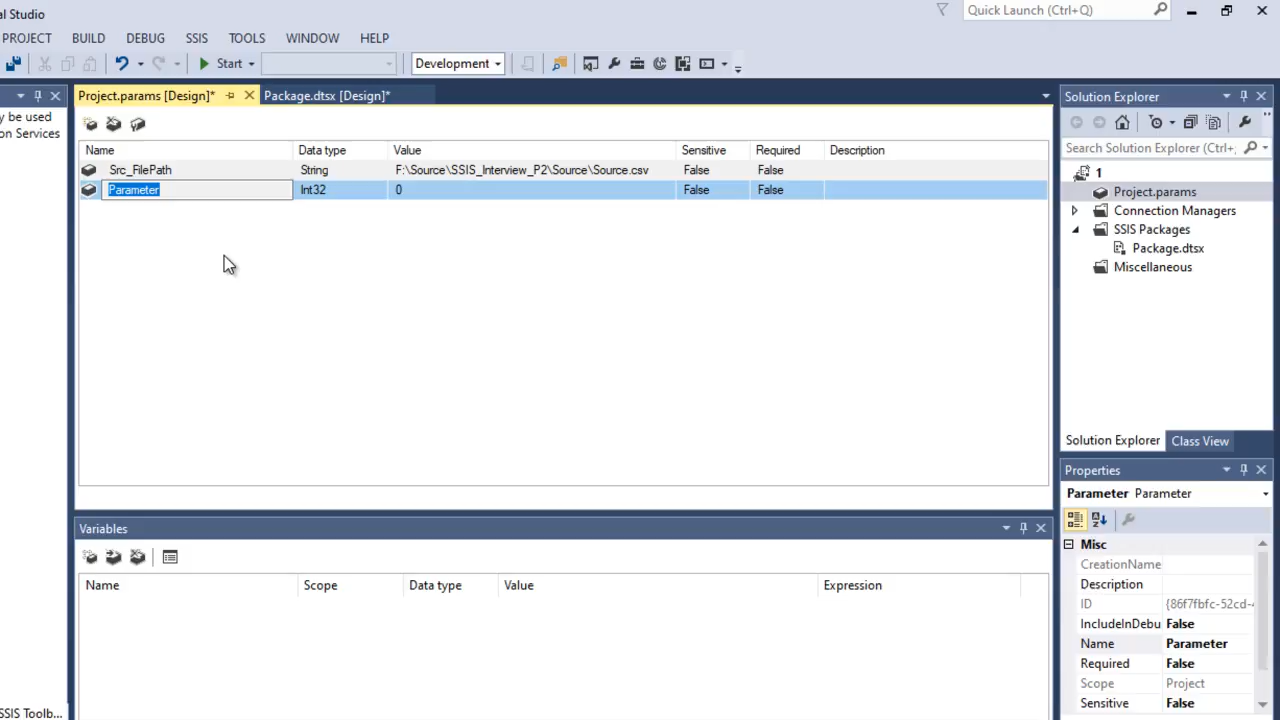 al Studio
Quick Launch (Ctrl+Q)
PROJECT BUILD DEBUG SSIS TOOLS WINDOW HELP
Start Development
Project.params [Design]* Package.dtsx [Design]*
y be used
on Services
Name Data type Value Sensitive Required Description
Src_FilePath String F:\Source\SSIS_Interview_P2\Source\Source.csv False False
Parameter Int32 0 False False
Solution Explorer
Search Solution Explorer (Ctrl+;
1
Project.params
Connection Managers
SSIS Packages
Package.dtsx
Miscellaneous
Solution Explorer Class View
Properties
Parameter Parameter
Misc
CreationName
Description
ID {86f7fbfc-52cd-4
IncludeInDebu False
Name Parameter
Required False
Scope Project
Sensitive False
Variables
Name Scope Data type Value Expression
SSIS Toolb...